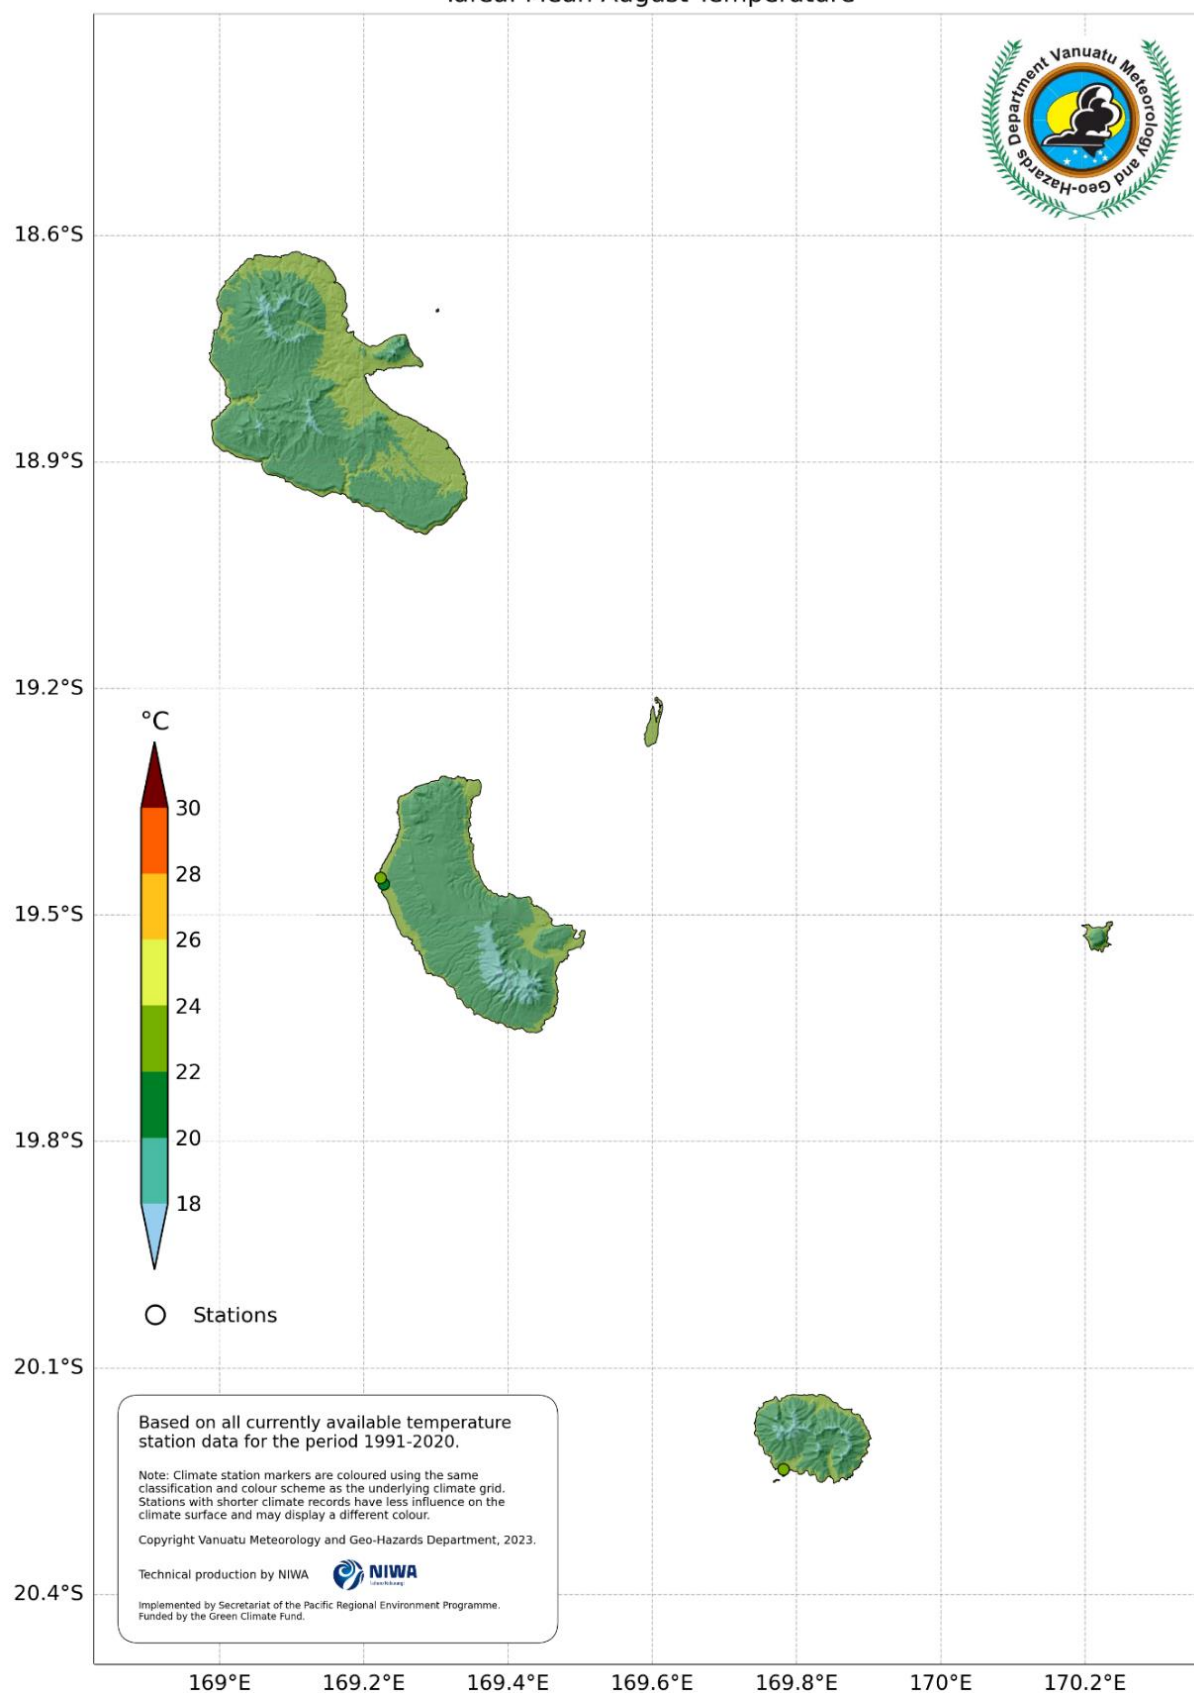 Tafea: Mean August Temperature
Vanuatu Meteorology and Geo-Hazards Department
18.6°S
18.9°S
19.2°S
°C
30
28
26
19.5°S
24
22
20
19.8°S
18
Stations
20.1°S
Based on all currently available temperature
station data for the period 1991-2020.
Note: Climate station markers are coloured using the same
classification and colour scheme as the underlying climate grid.
Stations with shorter climate records have less influence on the
climate surface and may display a different colour.
Copyright Vanuatu Meteorology and Geo-Hazards Department, 2023.
Technical production by NIWA
NIWA
Implemented by Secretariat of the Pacific Regional Environment Programme.
Funded by the Green Climate Fund.
20.4°S
169°E 169.2°E 169.4°E 169.6°E 169.8°E 170°E 170.2°E